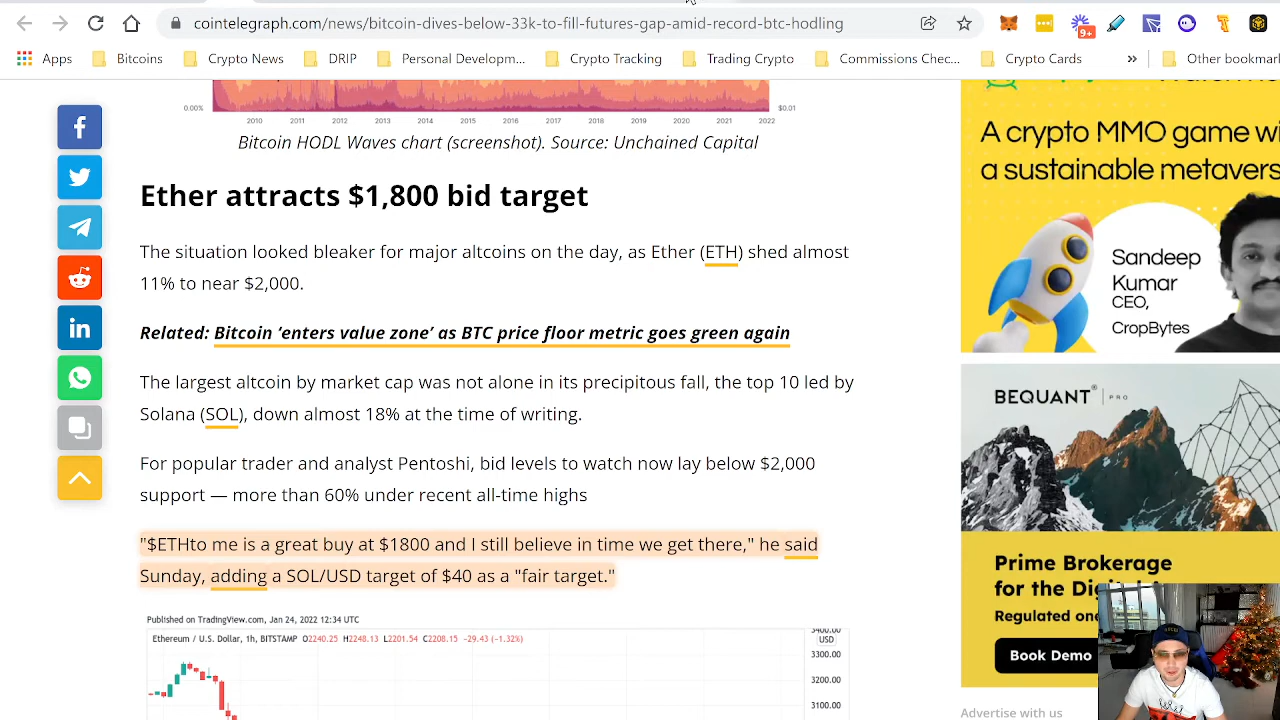 cointelegraph.com/news/bitcoin-dives-below-33k-to-fill-futures-gap-amid-record-btc-hodling
9+
Apps
Bitcoins
Crypto News
DRIP
Personal Developm...
Crypto Tracking
Trading Crypto
Commissions Chec...
Crypto Cards
»
Other bookmar
0.00%
$0.01
2010 2011 2012 2013 2014 2015 2016 2017 2018 2019 2020 2021 2022
Bitcoin HODL Waves chart (screenshot). Source: Unchained Capital
Ether attracts $1,800 bid target
The situation looked bleaker for major altcoins on the day, as Ether (ETH) shed almost
11% to near $2,000.
Related: Bitcoin ‘enters value zone’ as BTC price floor metric goes green again
The largest altcoin by market cap was not alone in its precipitous fall, the top 10 led by
Solana (SOL), down almost 18% at the time of writing.
For popular trader and analyst Pentoshi, bid levels to watch now lay below $2,000
support — more than 60% under recent all-time highs
"$ETHto me is a great buy at $1800 and I still believe in time we get there," he said
Sunday, adding a SOL/USD target of $40 as a "fair target."
Published on TradingView.com, Jan 24, 2022 12:34 UTC
Ethereum / U.S. Dollar, 1h, BITSTAMP O2240.25 H2248.13 L2201.54 C2208.15 -29.43 (-1.32%)
3400.00
USD
3300.00
3200.00
3100.00
A crypto MMO game wi
a sustainable metavers
Sandeep
Kumar
CEO,
CropBytes
BEQUANT® | PRO
Prime Brokerage
for the Digit
Regulated on
Book Demo
Advertise with us